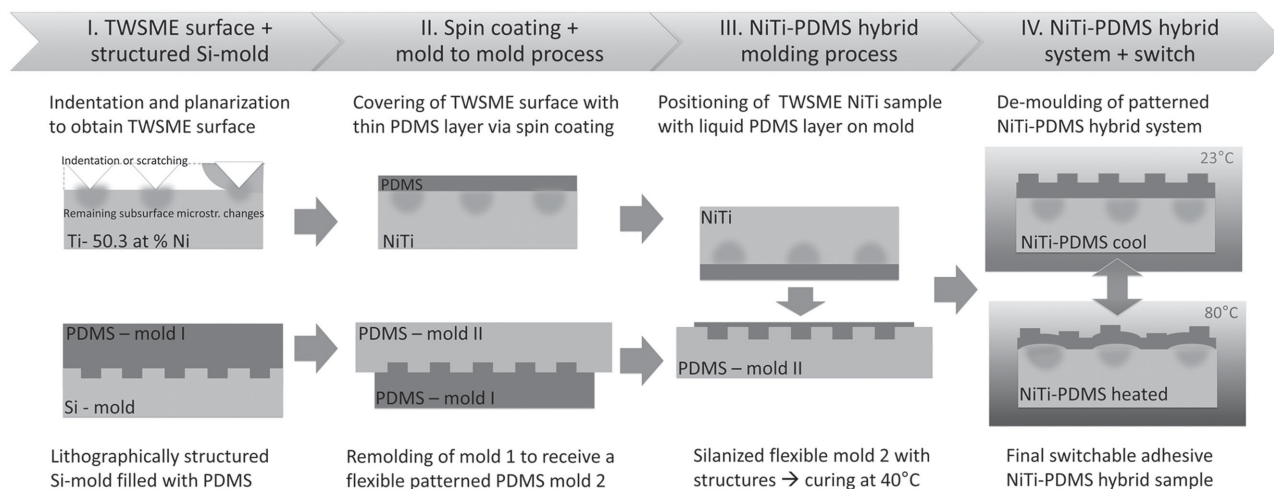 I. TWSME surface +
structured Si-mold
II. Spin coating +
mold to mold process
III. NiTi-PDMS hybrid
molding process
IV. NiTi-PDMS hybrid
system + switch
Indentation and planarization
to obtain TWSME surface
Covering of TWSME surface with
thin PDMS layer via spin coating
Positioning of TWSME NiTi sample
with liquid PDMS layer on mold
De-moulding of patterned
NiTi-PDMS hybrid system
Indentation or scratching
Remaining subsurface microstr. changes
Ti- 50.3 at % Ni
PDMS
NiTi
NiTi
23°C
NiTi-PDMS cool
PDMS – mold I
Si - mold
PDMS – mold II
PDMS – mold I
PDMS – mold II
80°C
NiTi-PDMS heated
Lithographically structured
Si-mold filled with PDMS
Remolding of mold 1 to receive a
flexible patterned PDMS mold 2
Silanized flexible mold 2 with
structures → curing at 40°C
Final switchable adhesive
NiTi-PDMS hybrid sample